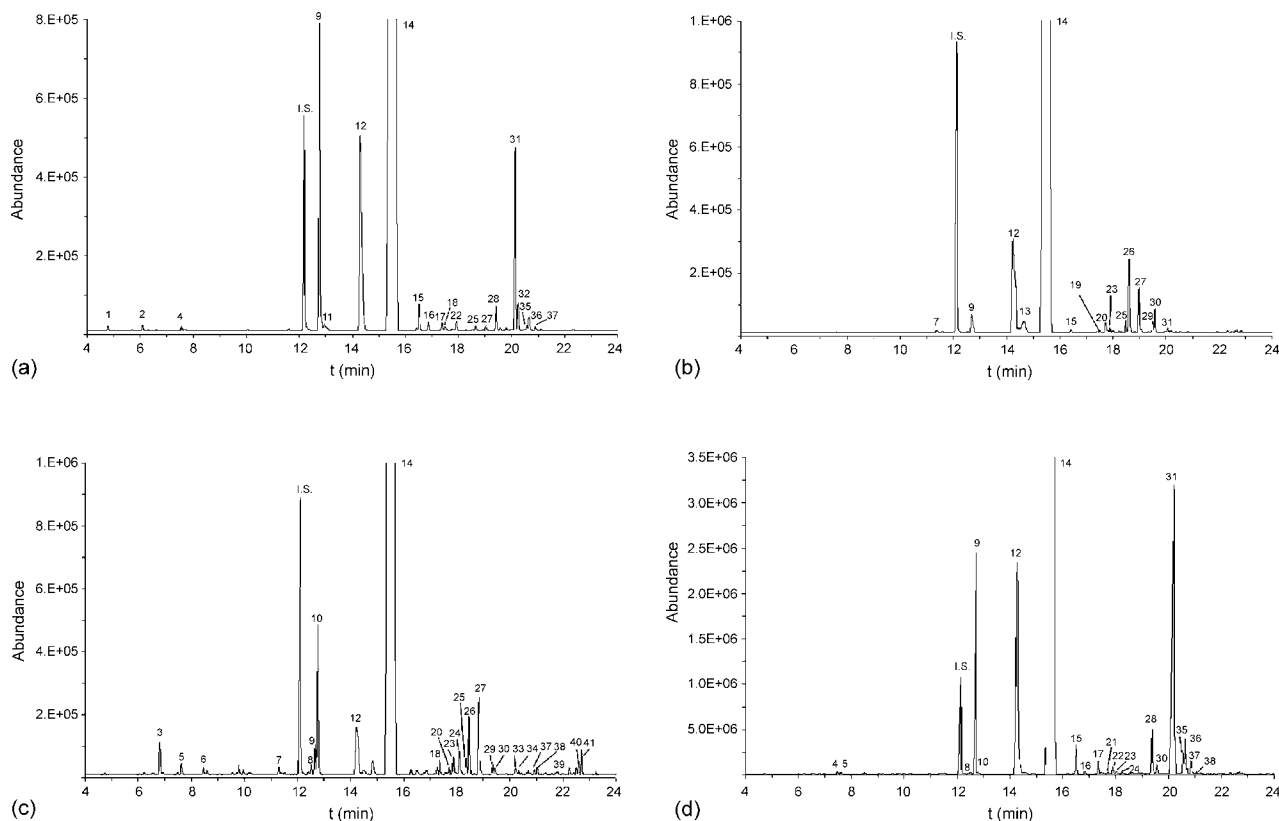 8.E+05
6.E+05
4.E+05
2.E+05
Abundance
4 6 8 10 12 14 16 18 20 22 24
t (min)
(a)
1 2 4 I.S. 9 11 12 14 15 16 17 18 22 25 27 28 31 32 35 36 37
1.E+06
8.E+05
6.E+05
4.E+05
2.E+05
Abundance
4 6 8 10 12 14 16 18 20 22 24
t (min)
(b)
7 I.S. 9 12 13 14 15 19 20 23 25 26 27 29 30 31
1.E+06
8.E+05
6.E+05
4.E+05
2.E+05
Abundance
4 6 8 10 12 14 16 18 20 22 24
t (min)
(c)
3 5 6 7 I.S. 8 9 10 12 14 18 20 23 24 25 26 27 29 30 33 34 37 38 39 40 41
3.5E+06
3.0E+06
2.5E+06
2.0E+06
1.5E+06
1.0E+06
5.0E+05
Abundance
4 6 8 10 12 14 16 18 20 22 24
t (min)
(d)
4 5 I.S. 8 9 10 12 14 15 16 17 21 22 23 24 28 30 31 35 36 37 38